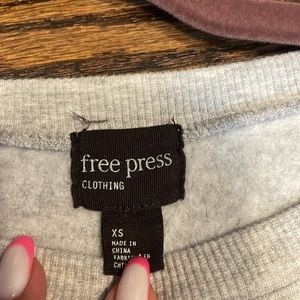 free press
CLOTHING
XS
MADE IN
CHINA